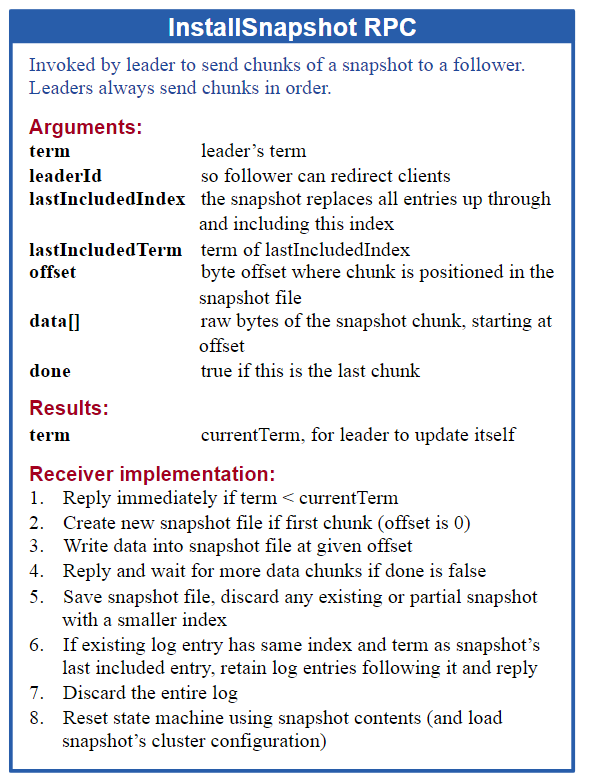 InstallSnapshot RPC
Invoked by leader to send chunks of a snapshot to a follower.
Leaders always send chunks in order.
Arguments:
term leader's term
leaderId so follower can redirect clients
lastIncludedIndex the snapshot replaces all entries up through
and including this index
lastIncludedTerm term of lastIncludedIndex
offset byte offset where chunk is positioned in the
snapshot file
data[] raw bytes of the snapshot chunk, starting at
offset
done true if this is the last chunk
Results:
term currentTerm, for leader to update itself
Receiver implementation:
1. Reply immediately if term < currentTerm
2. Create new snapshot file if first chunk (offset is 0)
3. Write data into snapshot file at given offset
4. Reply and wait for more data chunks if done is false
5. Save snapshot file, discard any existing or partial snapshot
with a smaller index
6. If existing log entry has same index and term as snapshot's
last included entry, retain log entries following it and reply
7. Discard the entire log
8. Reset state machine using snapshot contents (and load
snapshot's cluster configuration)